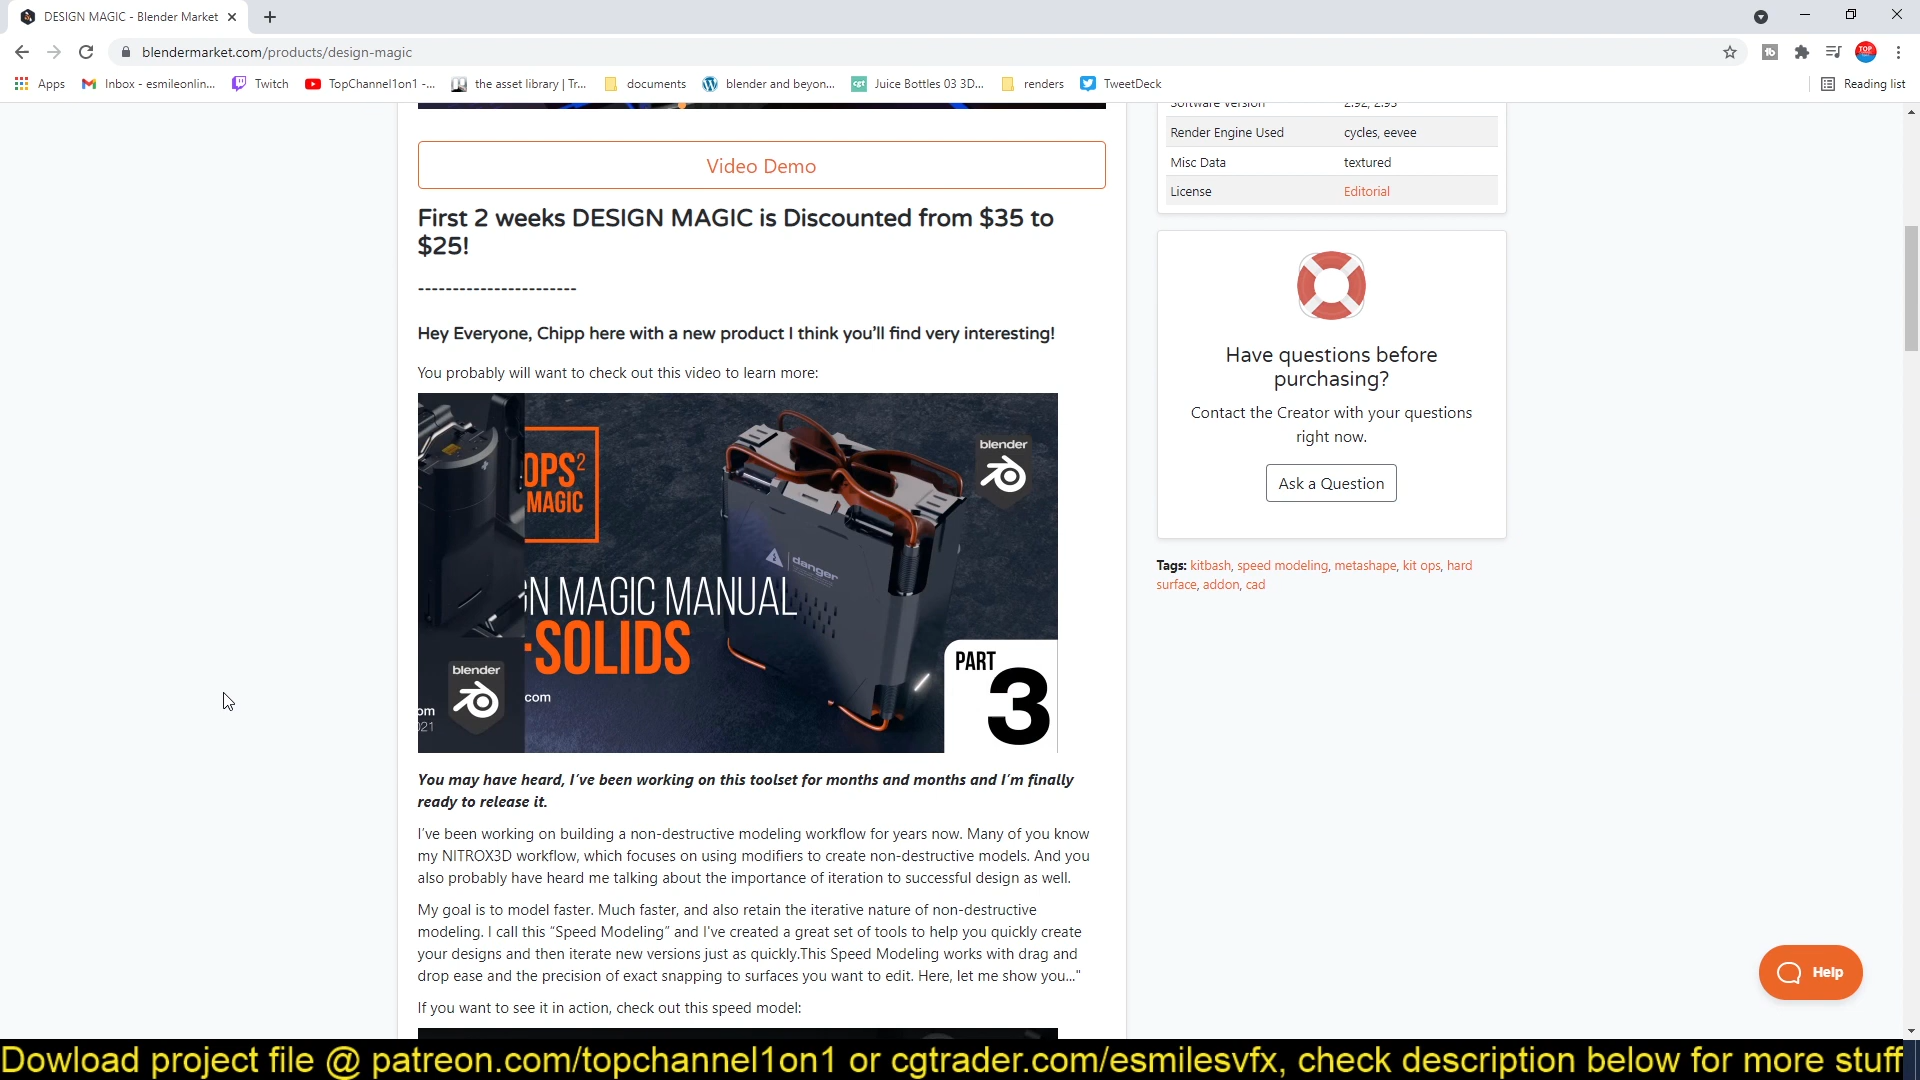 DESIGN MAGIC - Blender Market
blendermarket.com/products/design-magic
Apps
Inbox - esmileonlin...
Twitch
TopChannel1on1 -...
the asset library | Tr...
documents
blender and beyon...
cgt
Juice Bottles 03 3D...
renders
TweetDeck
Reading list
Software Version 2.92, 2.93
Render Engine Used cycles, eevee
Misc Data textured
License Editorial
Video Demo
First 2 weeks DESIGN MAGIC is Discounted from $35 to
$25!
-----------------------
Hey Everyone, Chipp here with a new product I think you'll find very interesting!
You probably will want to check out this video to learn more:
blender
OPS2
MAGIC
danger
GN MAGIC MANUAL
-SOLIDS
PART
3
blender
com
om
21
Have questions before
purchasing?
Contact the Creator with your questions
right now.
Ask a Question
Tags: kitbash, speed modeling, metashape, kit ops, hard
surface, addon, cad
You may have heard, I've been working on this toolset for months and months and I'm finally
ready to release it.
I've been working on building a non-destructive modeling workflow for years now. Many of you know
my NITROX3D workflow, which focuses on using modifiers to create non-destructive models. And you
also probably have heard me talking about the importance of iteration to successful design as well.
My goal is to model faster. Much faster, and also retain the iterative nature of non-destructive
modeling. I call this “Speed Modeling” and I've created a great set of tools to help you quickly create
your designs and then iterate new versions just as quickly.This Speed Modeling works with drag and
drop ease and the precision of exact snapping to surfaces you want to edit. Here, let me show you..."
If you want to see it in action, check out this speed model:
Help
Dowload project file @ patreon.com/topchannel1on1 or cgtrader.com/esmilesvfx, check description below for more stuff